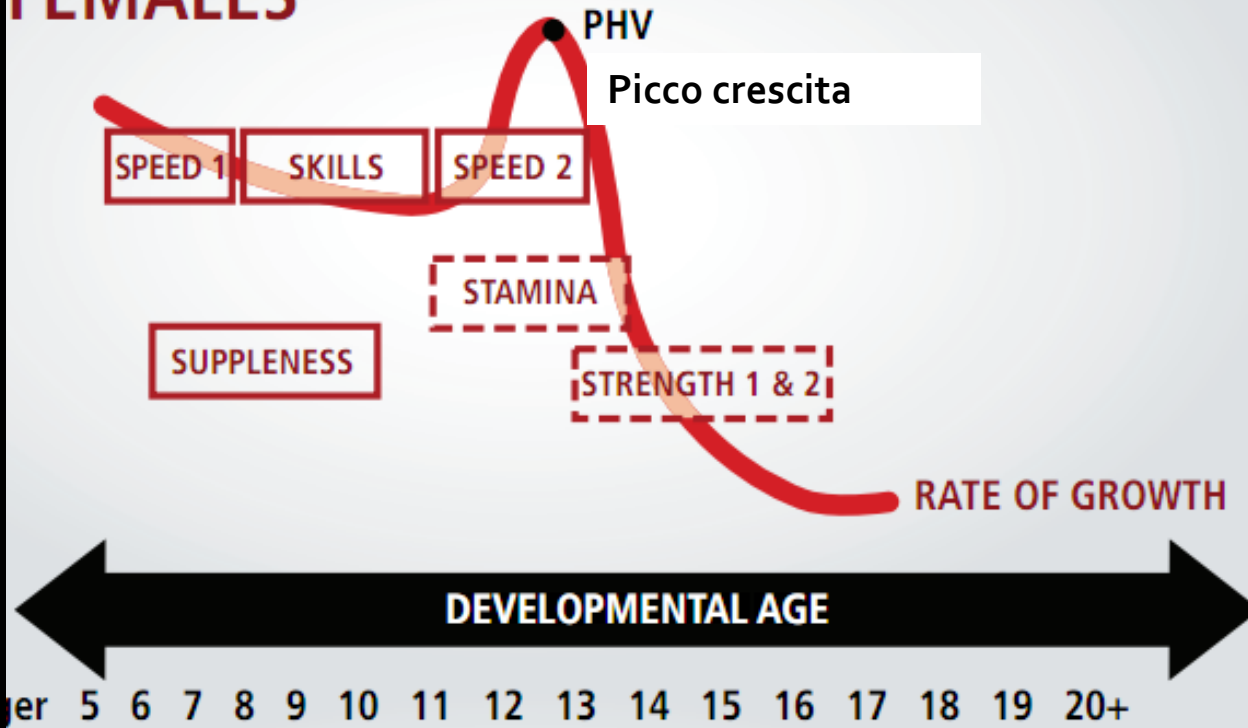 FEMALES
PHV
Picco crescita
SPEED 1
SKILLS
SPEED 2
STAMINA
SUPPLENESS
STRENGTH 1 & 2
RATE OF GROWTH
DEVELOPMENTAL AGE
5 6 7 8 9 10 11 12 13 14 15 16 17 18 19 20+